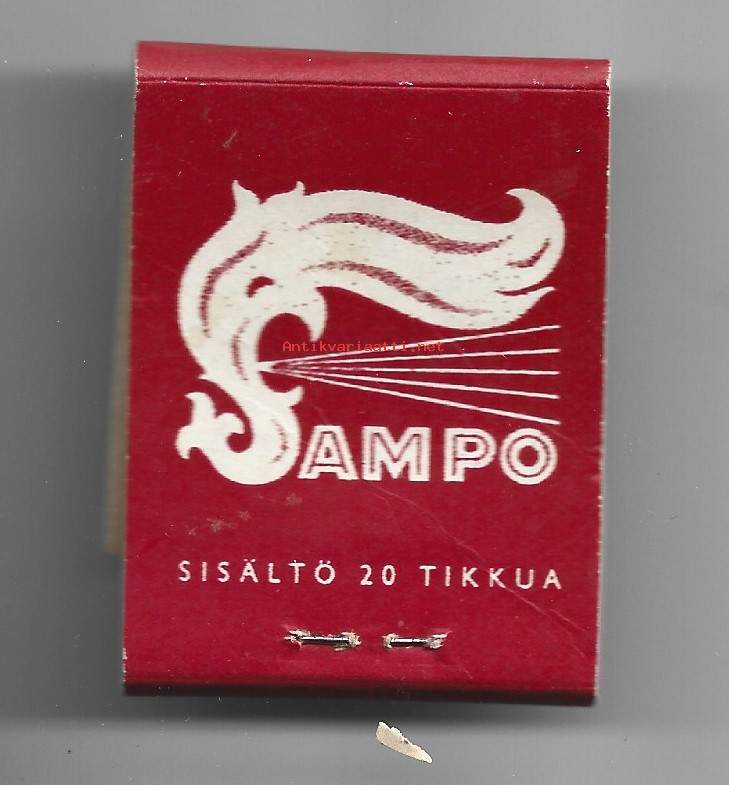 Antikvariaatti.net
SAMPO
SISÄLTÖ 20 TIKKUA